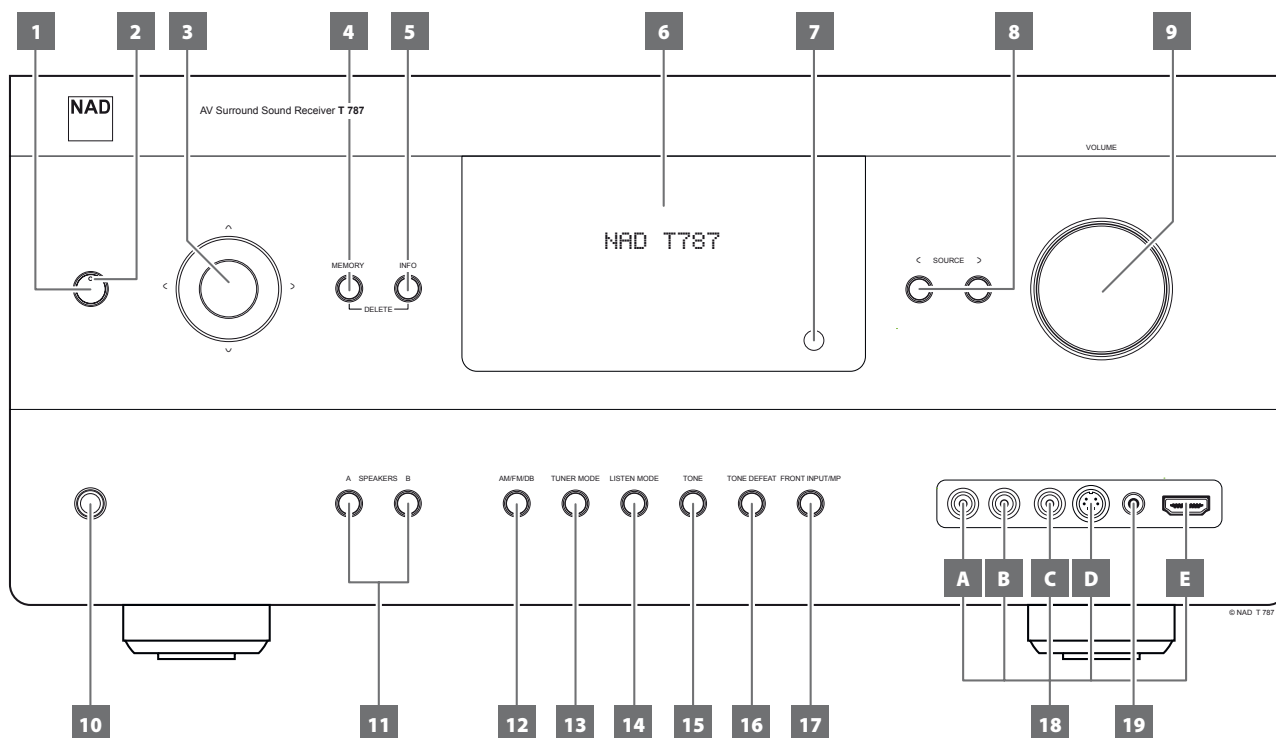 1 2 3 4 5 6 7 8 9
NAD
AV Surround Sound Receiver T 787
VOLUME
NAD T787
< SOURCE >
MEMORY INFO
DELETE
A SPEAKERS B
AM/FM/DB TUNER MODE LISTEN MODE TONE TONE DEFEAT FRONT INPUT/MP
A B C D E
© NAD T 787
10 11 12 13 14 15 16 17 18 19